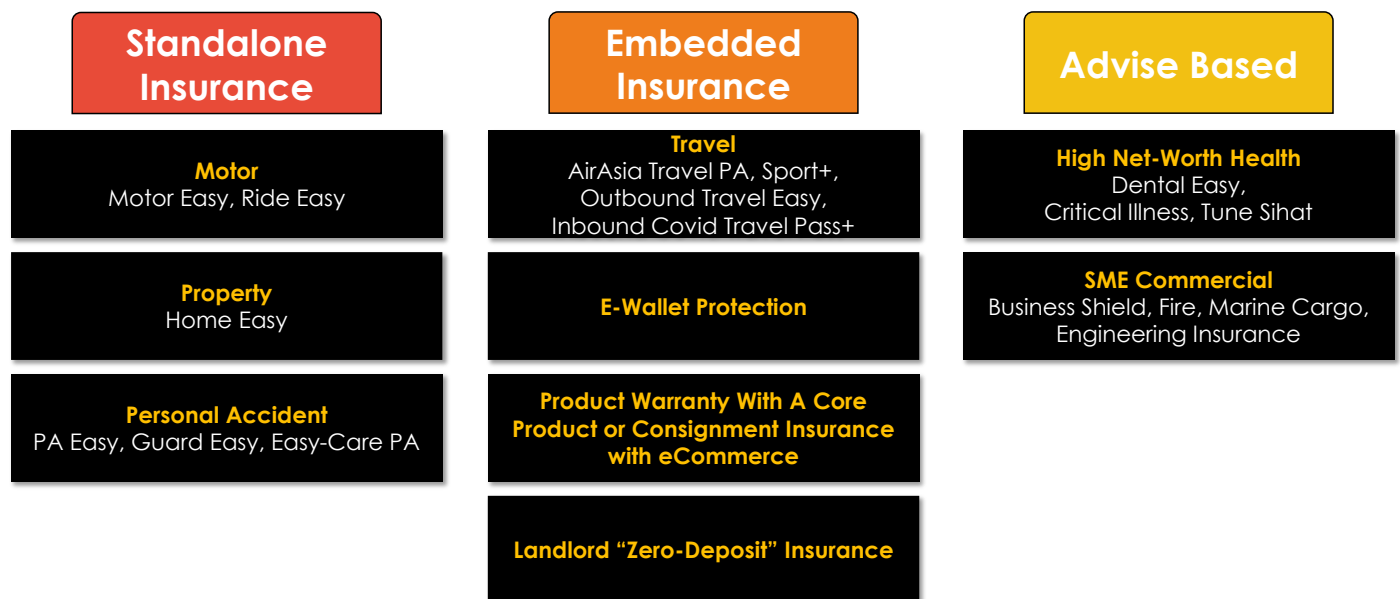 Standalone
Insurance
Motor
Motor Easy, Ride Easy
Property
Home Easy
Personal Accident
PA Easy, Guard Easy, Easy-Care PA
Embedded
Insurance
Travel
AirAsia Travel PA, Sport+,
Outbound Travel Easy,
Inbound Covid Travel Pass+
E-Wallet Protection
Product Warranty With A Core
Product or Consignment Insurance
with eCommerce
Landlord “Zero-Deposit” Insurance
Advise Based
High Net-Worth Health
Dental Easy,
Critical Illness, Tune Sihat
SME Commercial
Business Shield, Fire, Marine Cargo,
Engineering Insurance